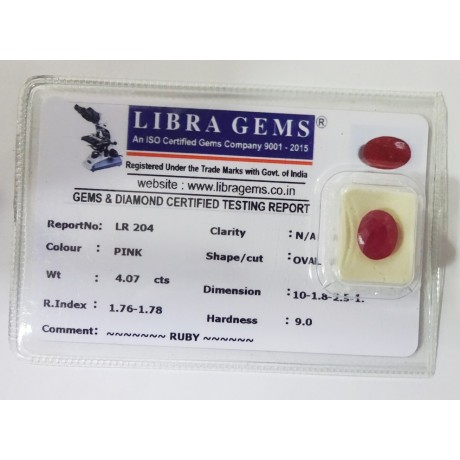 LIBRA GEMS®
An ISO Certified Gems Company 9001 - 2015
Registered Under the Trade Marks with Govt. of India
website : www.libragems.co.in
GEMS & DIAMOND CERTIFIED TESTING REPORT
ReportNo: LR 204 Clarity : N/A
Colour : PINK Shape/cut : OVAL
Wt : 4.07 cts Dimension : 10-1.8-2.5-1.
R.Index : 1.76-1.78 Hardness : 9.0
Comment: ~~~~~~~ RUBY ~~~~~~